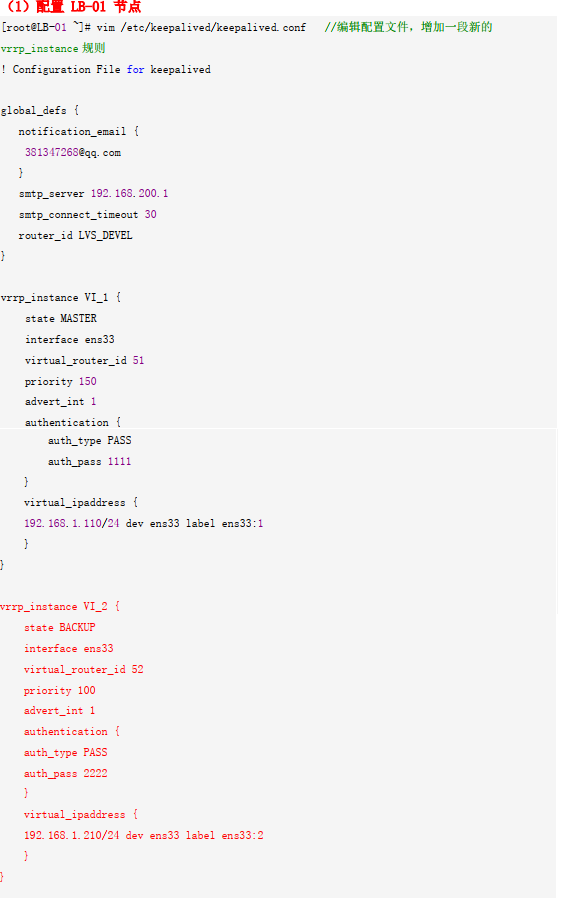 （1）配置 LB-01 节点
[root@LB-01 ~]# vim /etc/keepalived/keepalived.conf //编辑配置文件，增加一段新的
vrrp_instance 规则
! Configuration File for keepalived
global_defs {
notification_email {
381347268@qq.com
}
smtp_server 192.168.200.1
smtp_connect_timeout 30
router_id LVS_DEVEL
}
vrrp_instance VI_1 {
state MASTER
interface ens33
virtual_router_id 51
priority 150
advert_int 1
authentication {
auth_type PASS
auth_pass 1111
}
virtual_ipaddress {
192.168.1.110/24 dev ens33 label ens33:1
}
}
vrrp_instance VI_2 {
state BACKUP
interface ens33
virtual_router_id 52
priority 100
advert_int 1
authentication {
auth_type PASS
auth_pass 2222
}
virtual_ipaddress {
192.168.1.210/24 dev ens33 label ens33:2
}
}